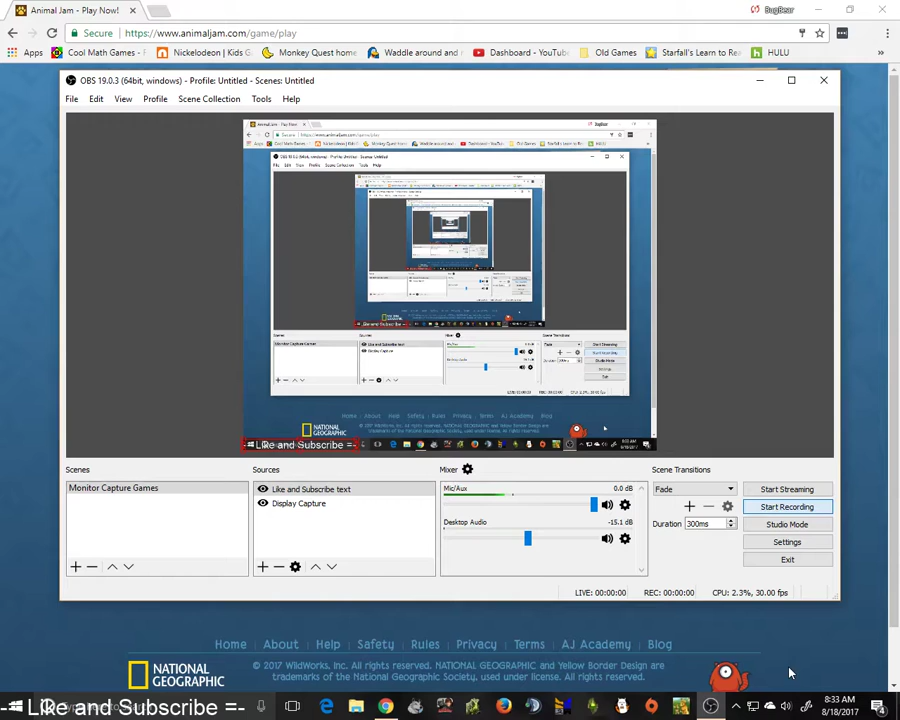 Animal Jam - Play Now!
BugBear
Secure
https://www.animaljam.com/game/play
Apps
Cool Math Games -
Nickelodeon | Kids G
Monkey Quest home
Waddle around and
Dashboard - YouTube
Old Games
Starfall's Learn to Rea
HULU
»
OBS 19.0.3 (64bit, windows) - Profile: Untitled - Scenes: Untitled
File Edit View Profile Scene Collection Tools Help
Like and Subscribe =-
Scenes
Sources
Mixer
Scene Transitions
Monitor Capture Games
Like and Subscribe text
Display Capture
Mic/Aux
0.0 dB
Desktop Audio
-15.1 dB
Fade
Duration 300ms
Start Streaming
Start Recording
Studio Mode
Settings
Exit
LIVE: 00:00:00
REC: 00:00:00
CPU: 2.3%, 30.00 fps
Home About Help Safety Rules Privacy Terms AJ Academy Blog
NATIONAL
GEOGRAPHIC
© 2017 WildWorks, Inc. All rights reserved. NATIONAL GEOGRAPHIC and Yellow Border Design are
trademarks of the National Geographic Society, used under license. All rights reserved.
Like and Subscribe =-
8:33 AM
8/18/2017